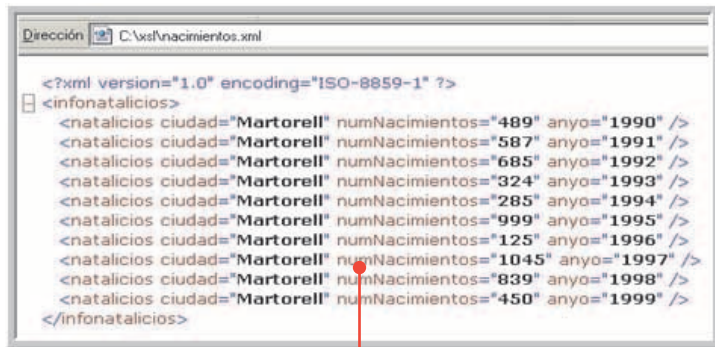 Dirección C:\xsl\nacimientos.xml
<?xml version="1.0" encoding="ISO-8859-1" ?>
- <infonatalicios>
<natalicios ciudad="Martorell" numNacimientos="489" anyo="1990" />
<natalicios ciudad="Martorell" numNacimientos="587" anyo="1991" />
<natalicios ciudad="Martorell" numNacimientos="685" anyo="1992" />
<natalicios ciudad="Martorell" numNacimientos="324" anyo="1993" />
<natalicios ciudad="Martorell" numNacimientos="285" anyo="1994" />
<natalicios ciudad="Martorell" numNacimientos="999" anyo="1995" />
<natalicios ciudad="Martorell" numNacimientos="125" anyo="1996" />
<natalicios ciudad="Martorell" numNacimientos="1045" anyo="1997" />
<natalicios ciudad="Martorell" numNacimientos="839" anyo="1998" />
<natalicios ciudad="Martorell" numNacimientos="450" anyo="1999" />
</infonatalicios>